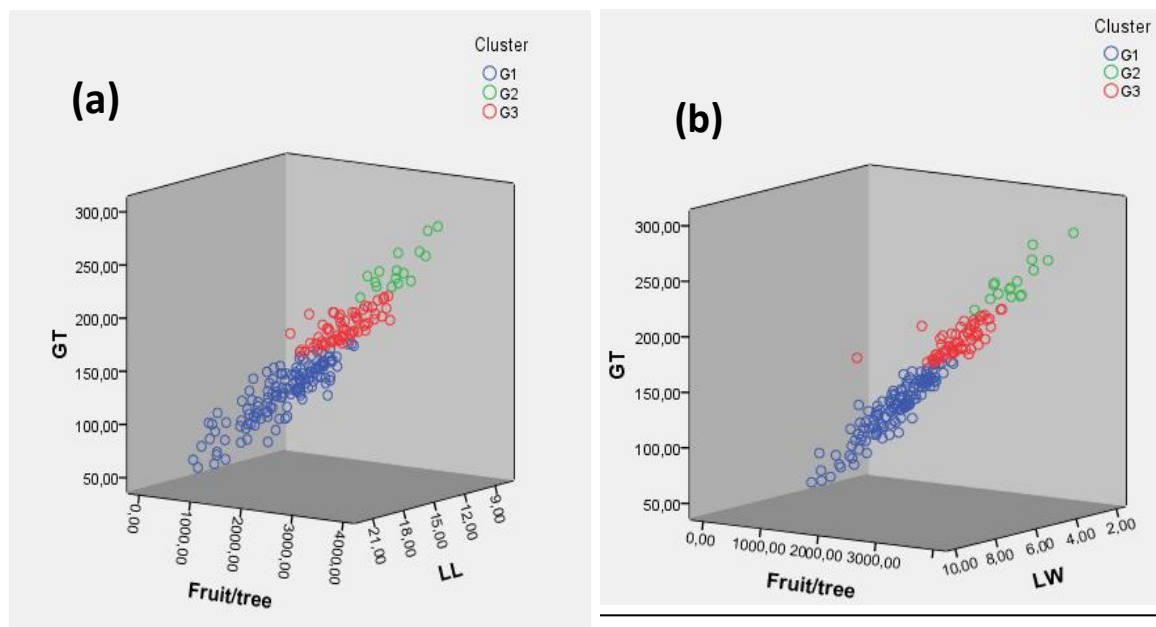 (a)
Cluster
G1
G2
G3
GT
300,00
250,00
200,00
150,00
100,00
50,00
0,00
1000,00
2000,00
3000,00
4000,00
Fruit/tree
21,00
18,00
15,00
12,00
9,00
LL
(b)
Cluster
G1
G2
G3
GT
300,00
250,00
200,00
150,00
100,00
50,00
0,00
1000,00
2000,00
3000,00
Fruit/tree
10,00
8,00
6,00
4,00
2,00
LW